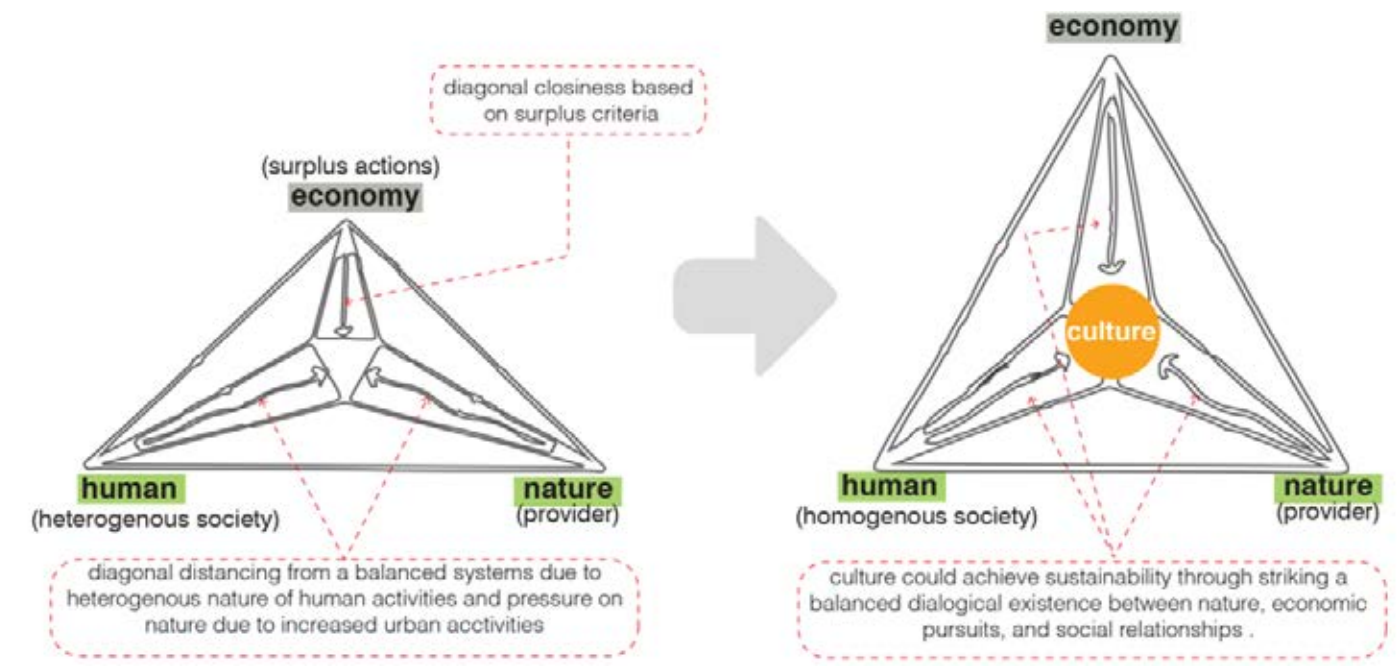 diagonal closiness based
on surplus criteria
(surplus actions)
economy
human
(heterogenous society)
nature
(provider)
diagonal distancing from a balanced systems due to
heterogenous nature of human activities and pressure on
nature due to increased urban acctivities
economy
culture
human
(homogenous society)
nature
(provider)
culture could achieve sustainability through striking a
balanced dialogical existence between nature, economic
pursuits, and social relationships .